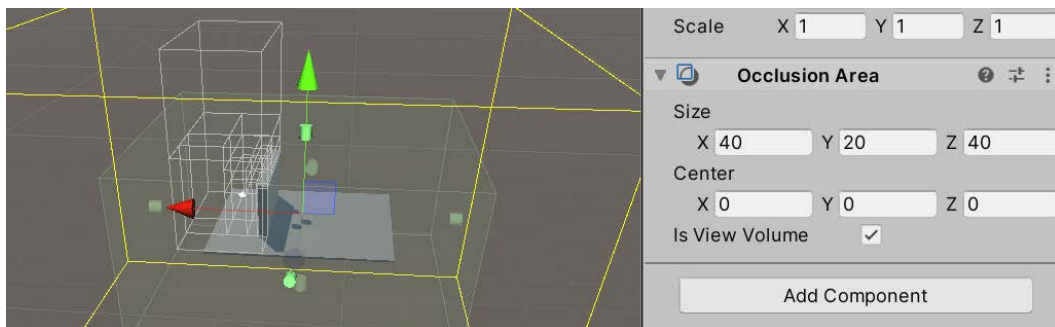 Scale X 1 Y 1 Z 1
Occlusion Area
Size
X 40 Y 20 Z 40
Center
X 0 Y 0 Z 0
Is View Volume
Add Component